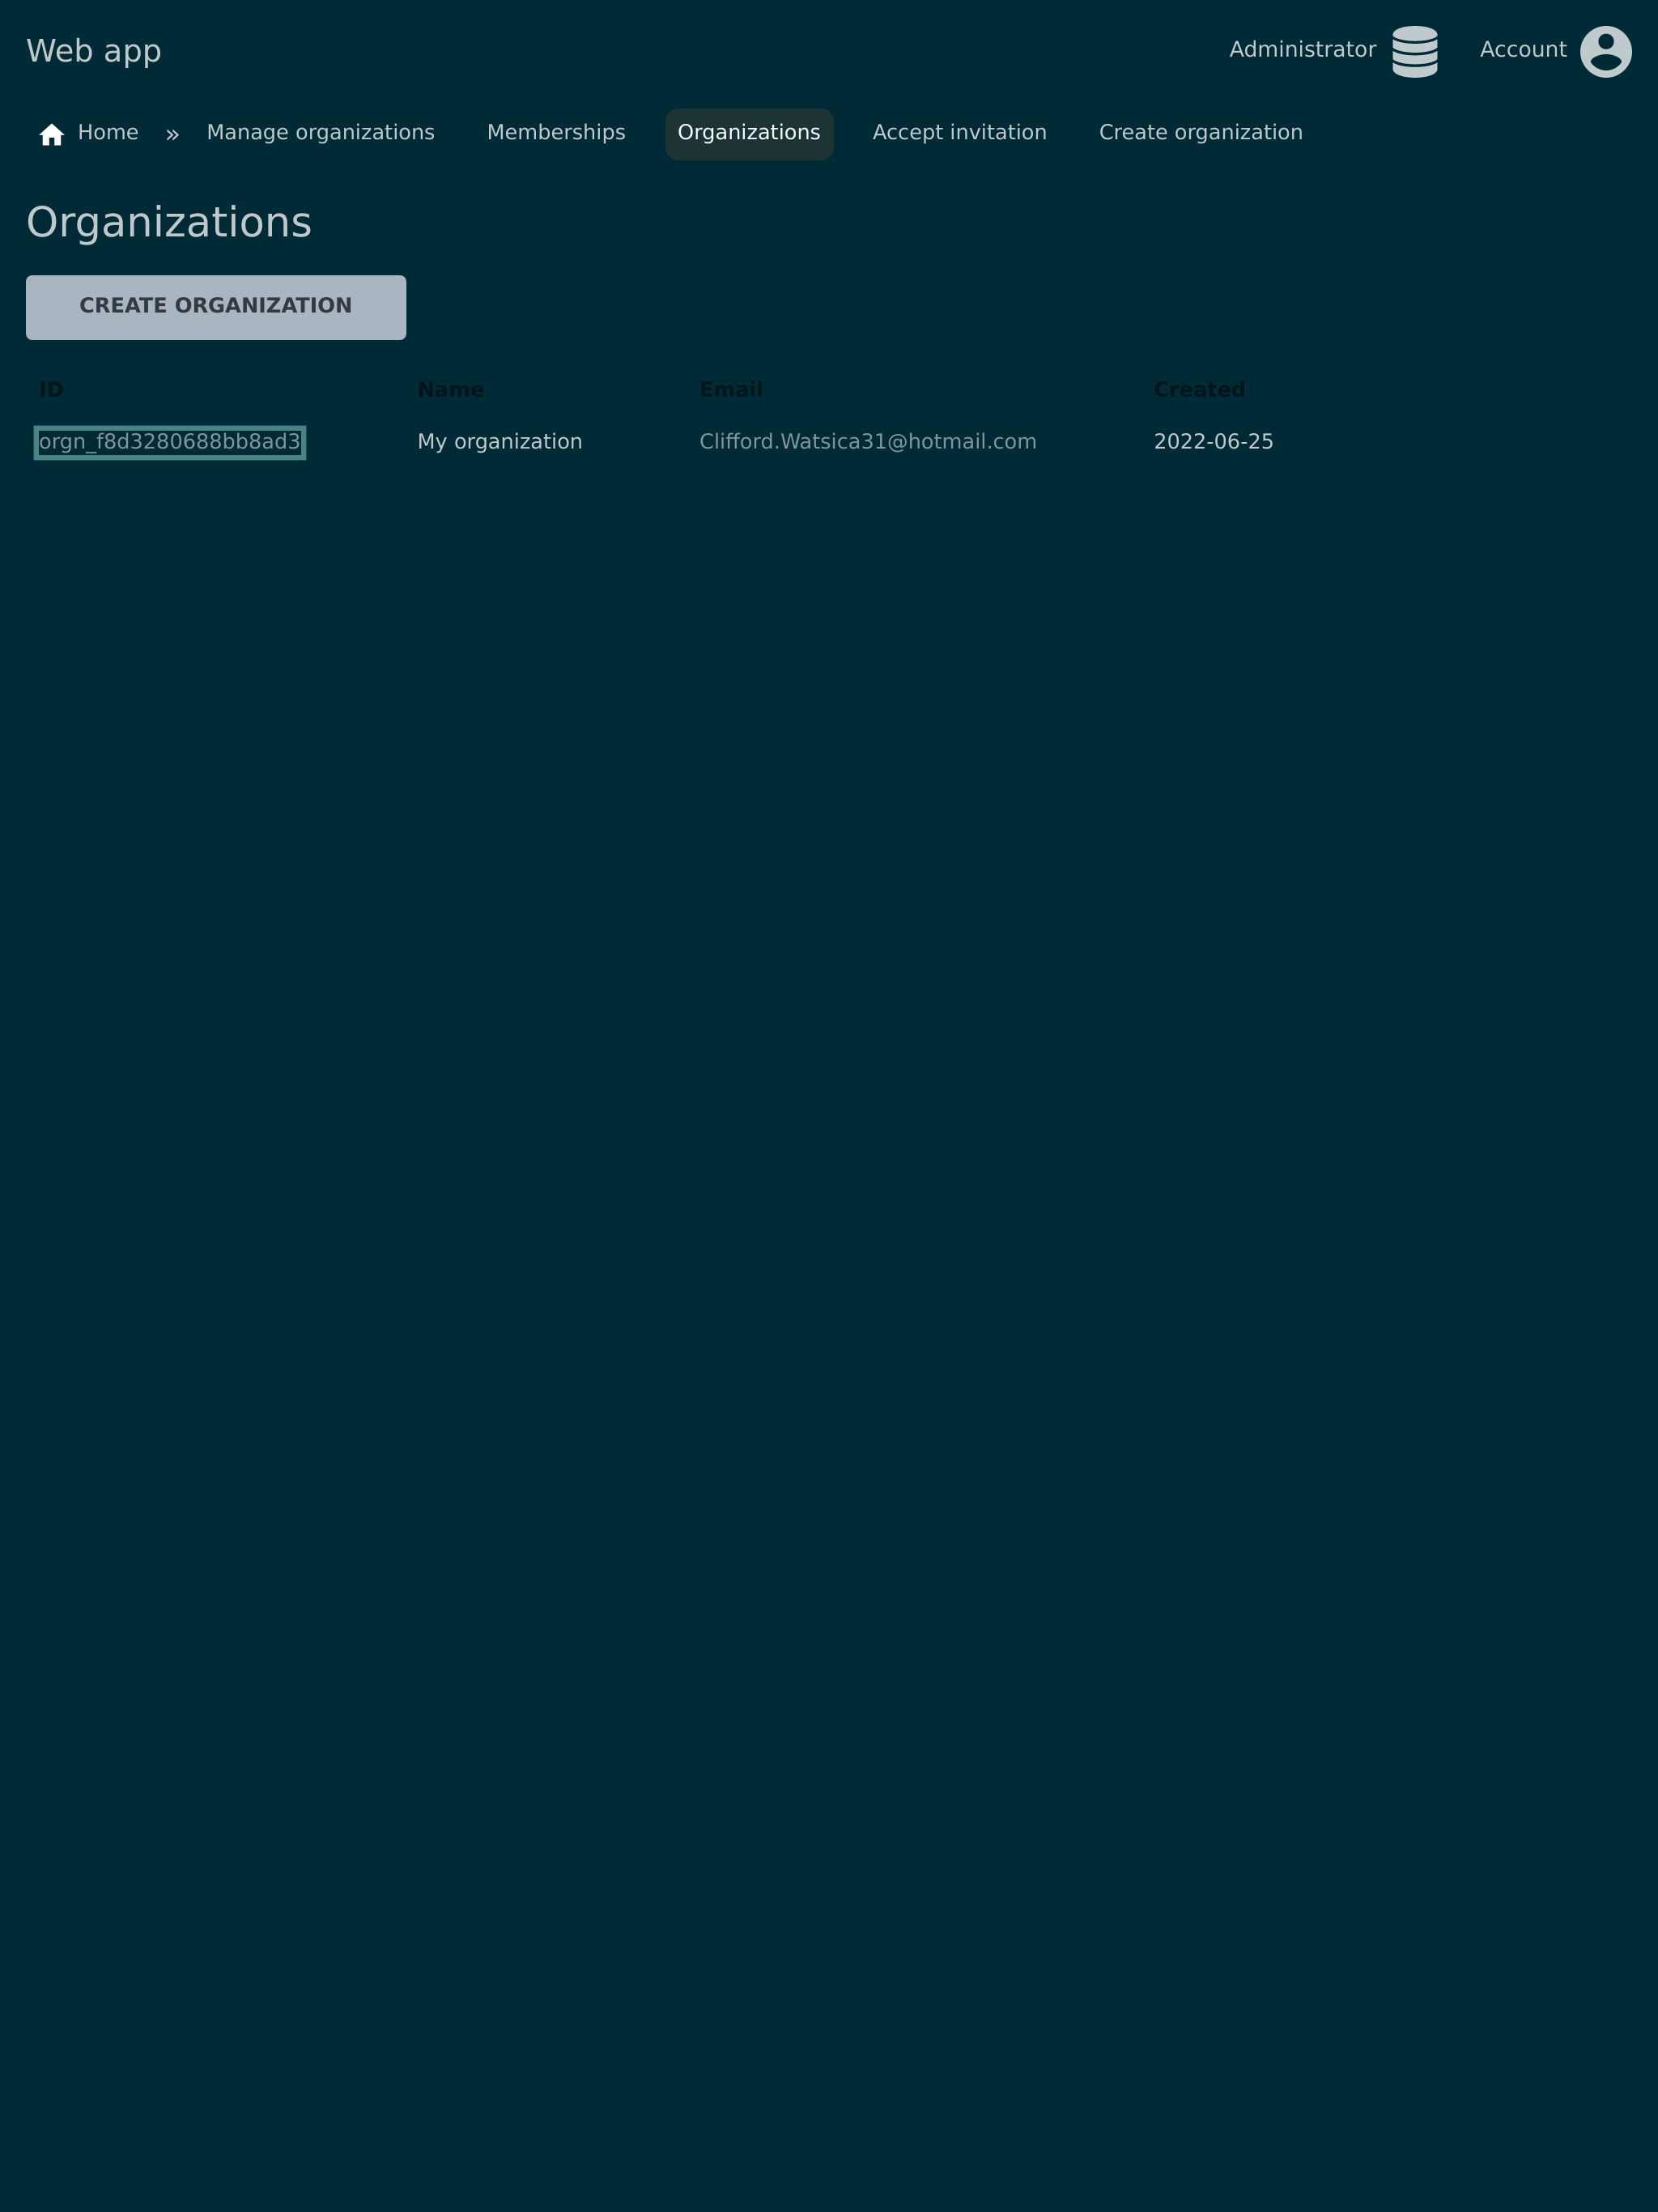 Web app
Administrator
Account
Home » Manage organizations Memberships Organizations Accept invitation Create organization
Organizations
CREATE ORGANIZATION
ID Name Email Created
orgn_f8d3280688bb8ad3 My organization Clifford.Watsica31@hotmail.com 2022-06-25